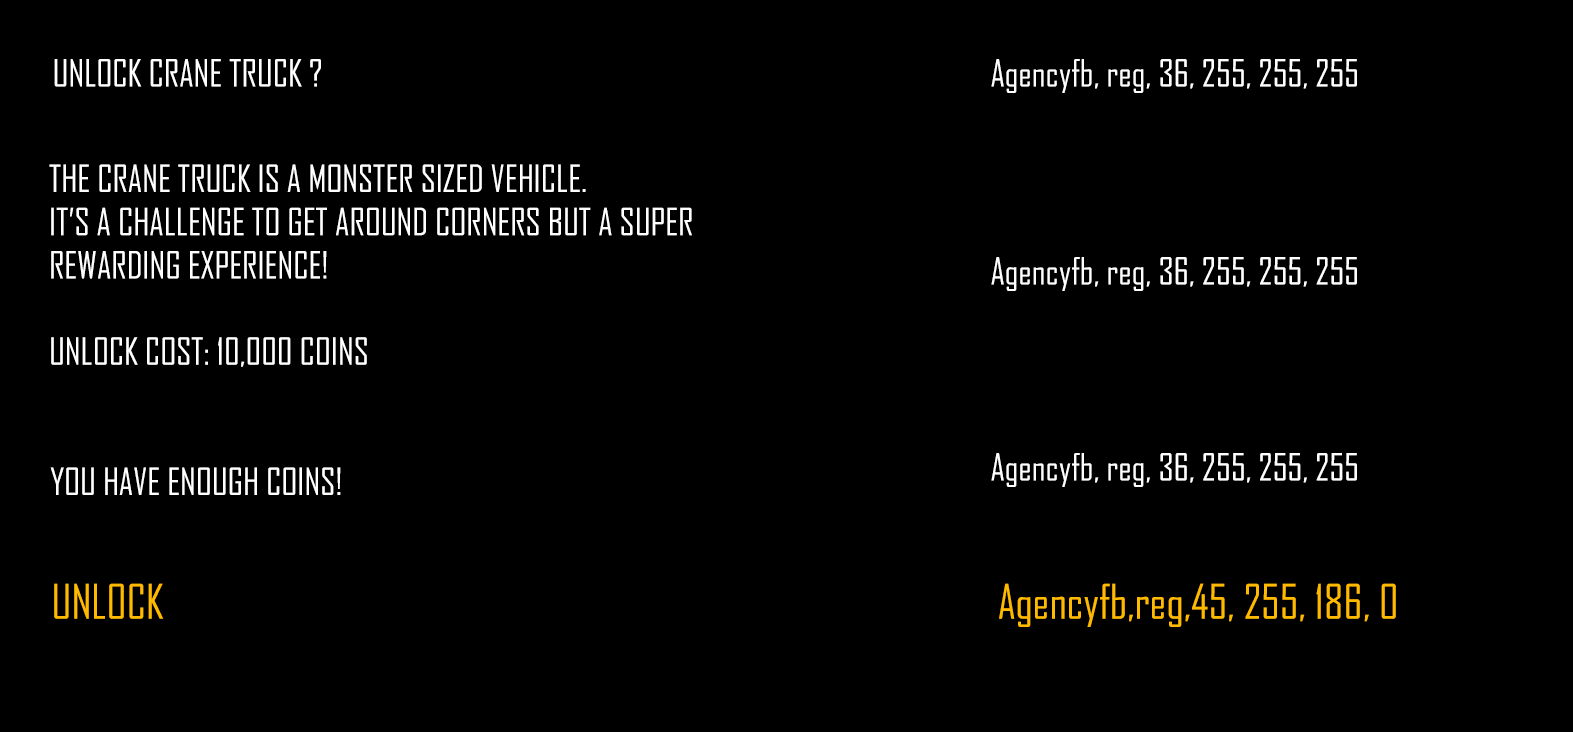 UNLOCK CRANE TRUCK ?
Agencyfb, reg, 36, 255, 255, 255
THE CRANE TRUCK IS A MONSTER SIZED VEHICLE.
IT'S A CHALLENGE TO GET AROUND CORNERS BUT A SUPER
REWARDING EXPERIENCE!
Agencyfb, reg, 36, 255, 255, 255
UNLOCK COST: 10,000 COINS
YOU HAVE ENOUGH COINS!
Agencyfb, reg, 36, 255, 255, 255
UNLOCK
Agencyfb,reg,45, 255, 186, 0